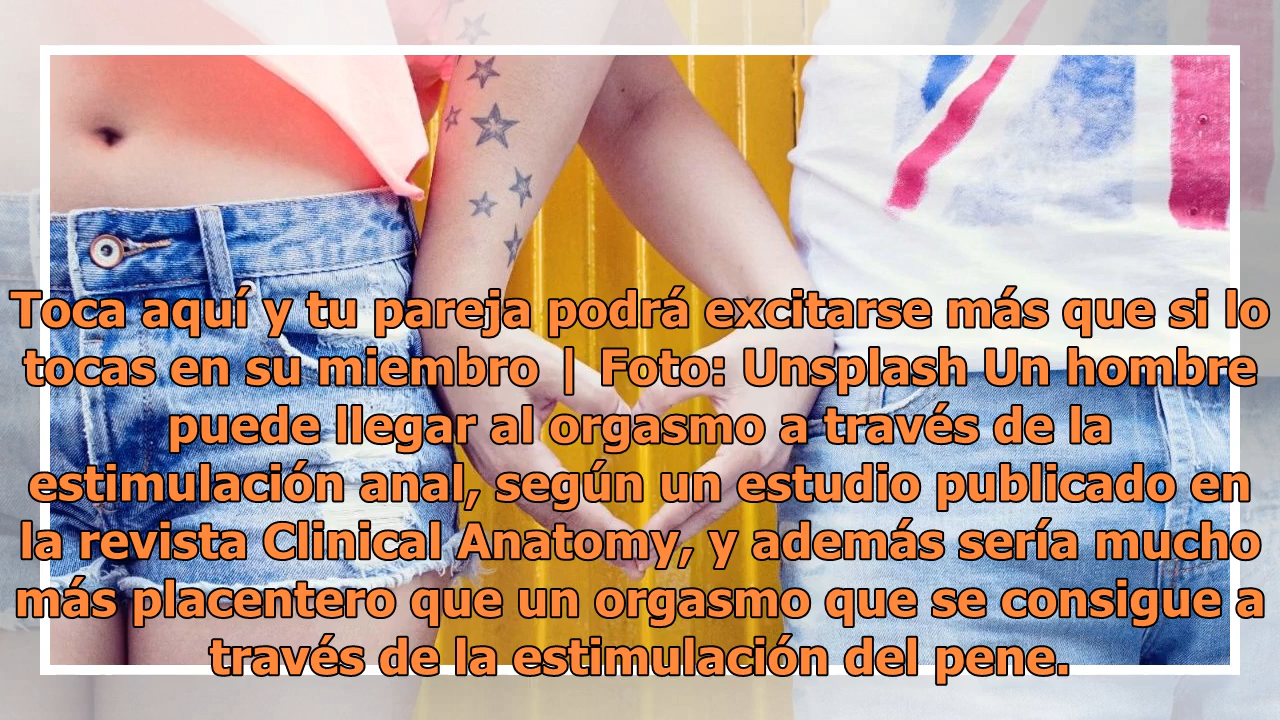 Toca aquí y tu pareja podrá excitarse más que si lo
tocas en su miembro | Foto: Unsplash Un hombre
puede llegar al orgasmo a través de la
estimulación anal, según un estudio publicado en
la revista Clinical Anatomy, y además sería mucho
más placentero que un orgasmo que se consigue a
través de la estimulación del pene.